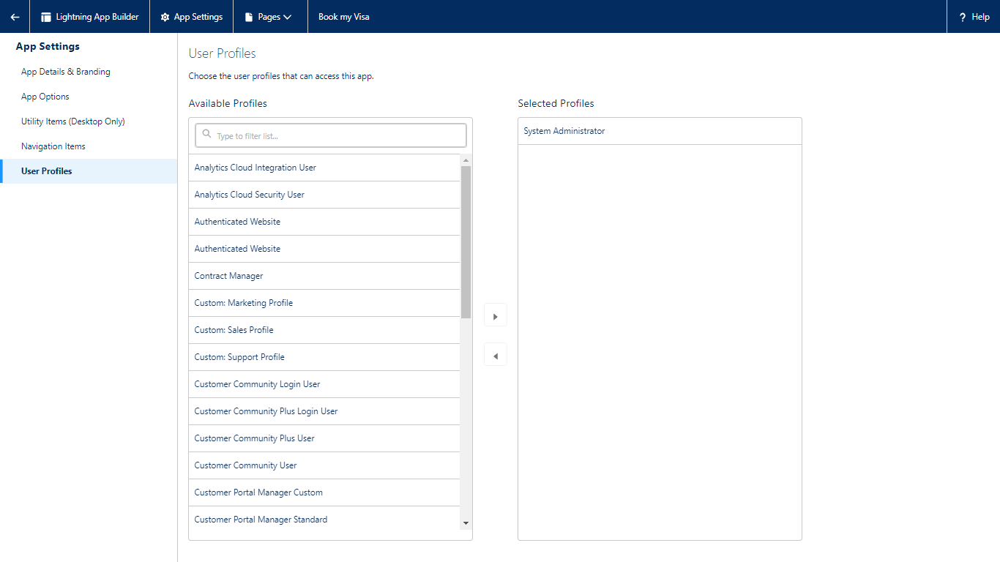 Lightning App Builder
App Settings
Pages
Book my Visa
? Help
App Settings
App Details & Branding
App Options
Utility Items (Desktop Only)
Navigation Items
User Profiles
User Profiles
Choose the user profiles that can access this app.
Available Profiles
Type to filter list...
Analytics Cloud Integration User
Analytics Cloud Security User
Authenticated Website
Authenticated Website
Contract Manager
Custom: Marketing Profile
Custom: Sales Profile
Custom: Support Profile
Customer Community Login User
Customer Community Plus Login User
Customer Community Plus User
Customer Community User
Customer Portal Manager Custom
Customer Portal Manager Standard
Selected Profiles
System Administrator